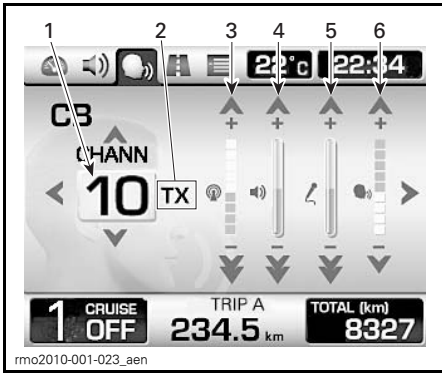 1 2 3 4 5 6
22°c 22:34
CB
CHANN
10 TX
+ + + +
- - - -
1 CRUISE OFF
TRIP A
234.5 km
TOTAL (km)
8327
rmo2010-001-023_aen